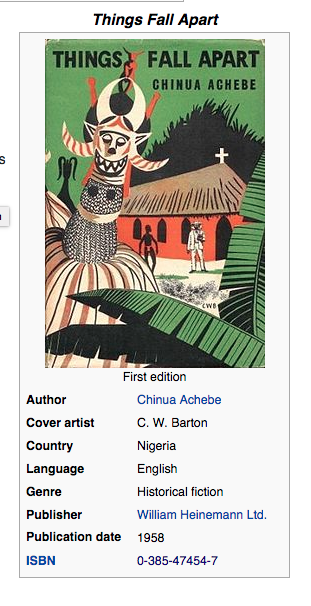 Things Fall Apart
THINGS FALL APART
CHINUA ACHEBE
CWB
s
First edition
Author Chinua Achebe
Cover artist C. W. Barton
Country Nigeria
Language English
Genre Historical fiction
Publisher William Heinemann Ltd.
Publication date 1958
ISBN 0-385-47454-7